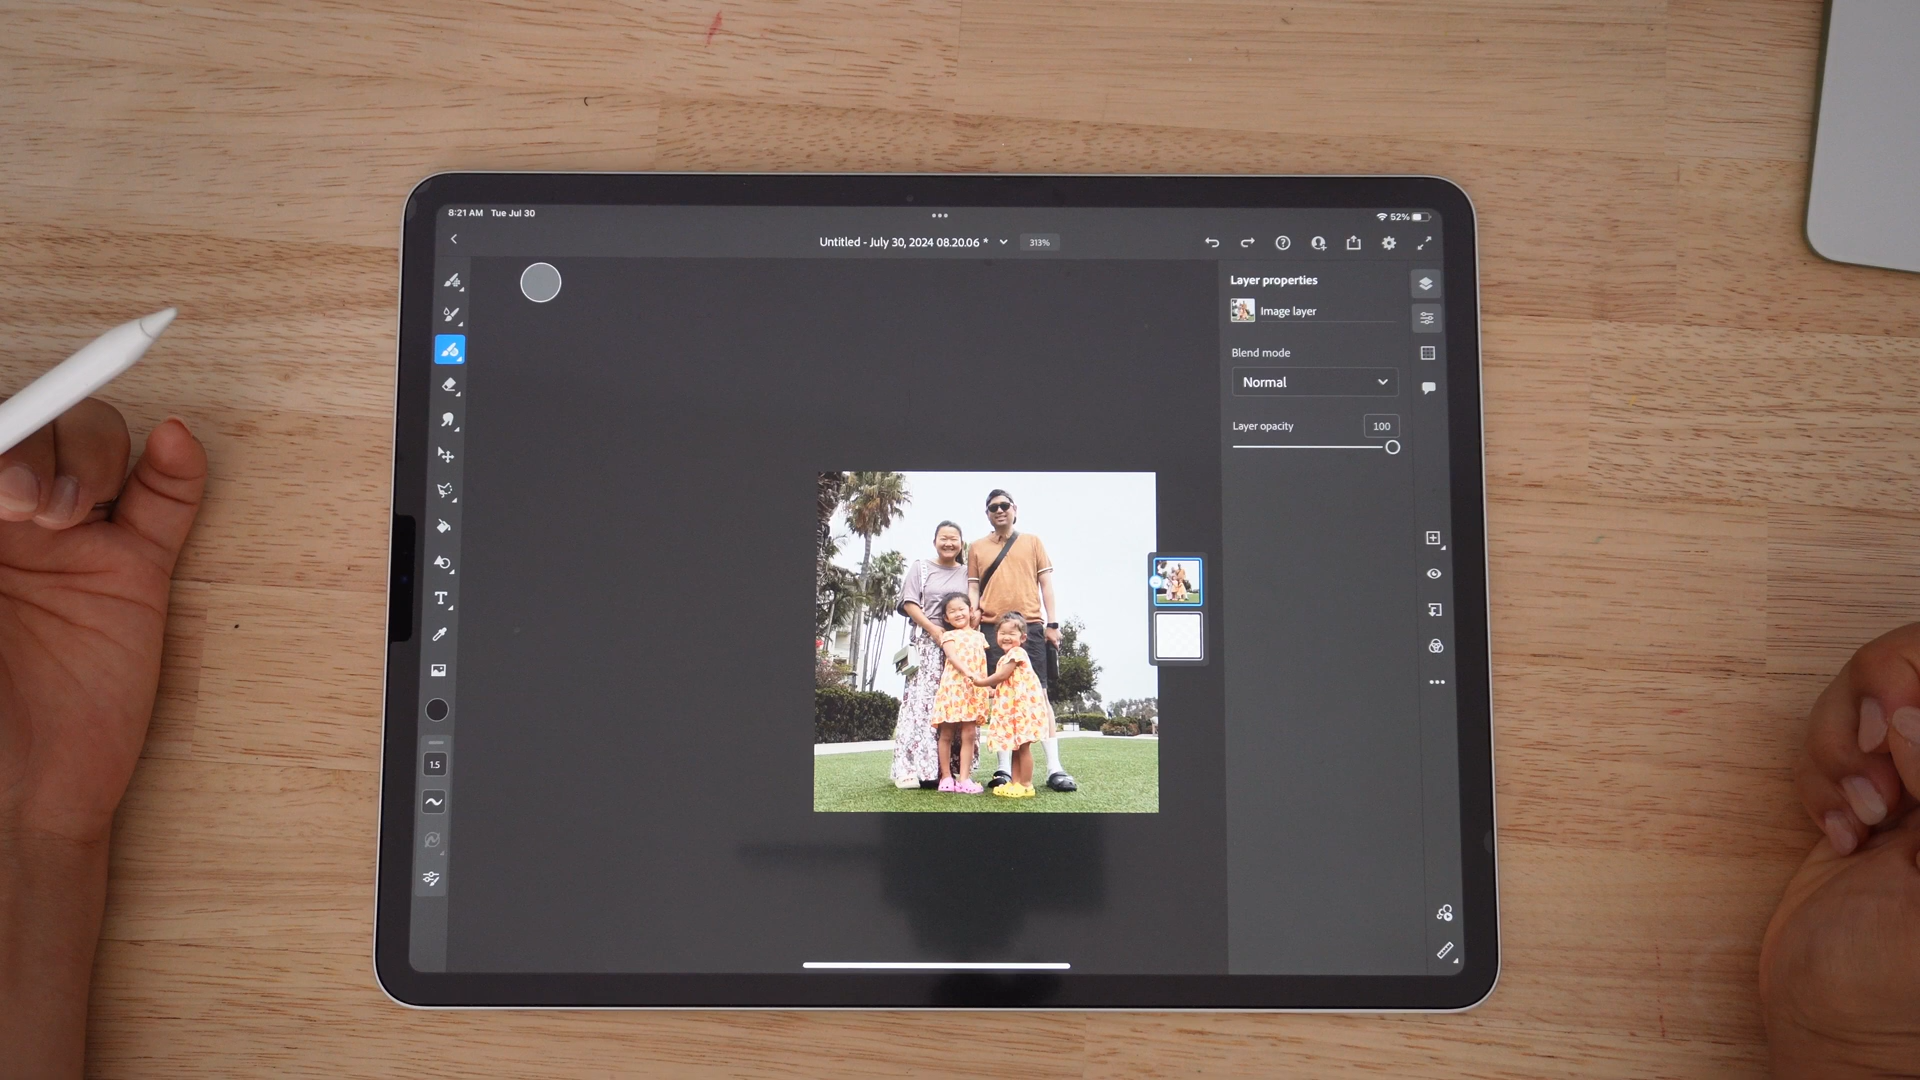 8:21 AM Tue Jul 30
52%
Untitled - July 30, 2024 08.20.06 *
313%
Layer properties
Image layer
Blend mode
Normal
Layer opacity
100
T
1.5